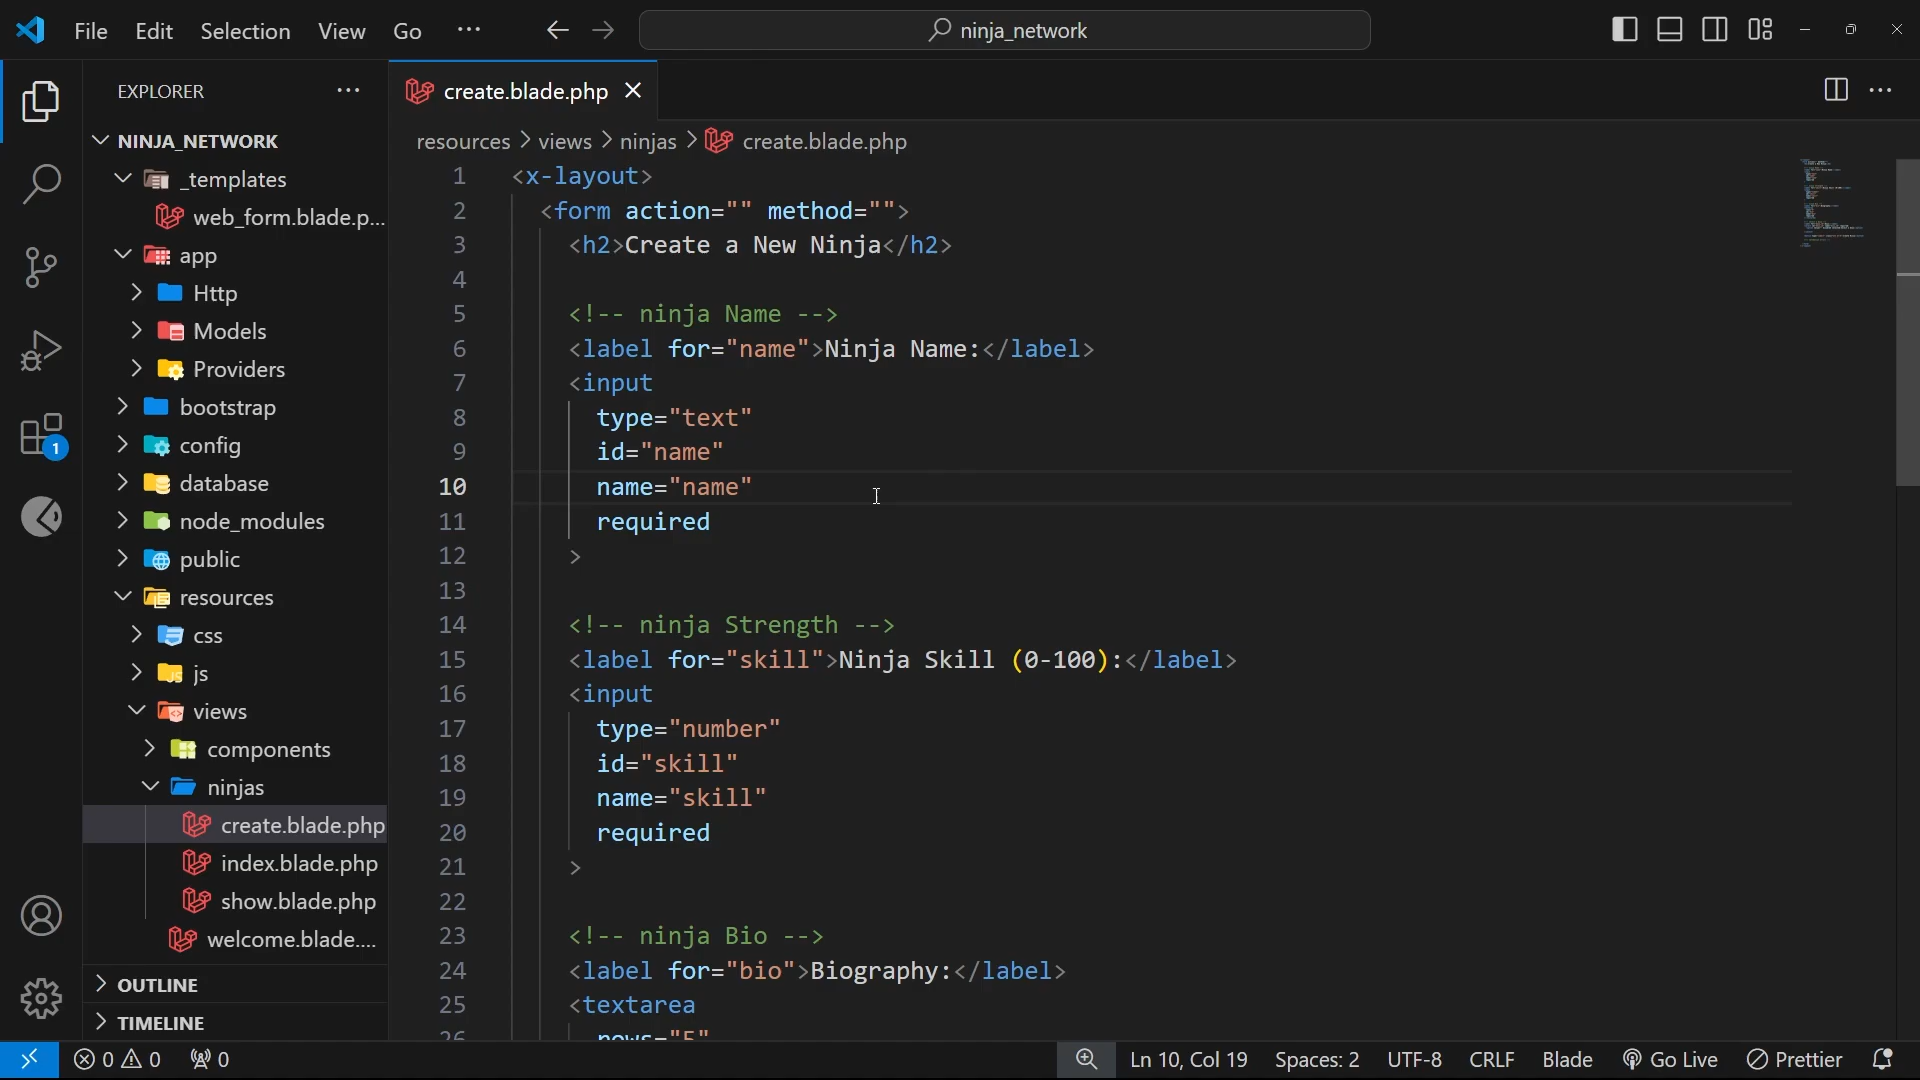 File Edit Selection View Go ··· ninja_network
EXPLORER ···
NINJA_NETWORK
_templates
web_form.blade.p...
app
Http
Models
Providers
bootstrap
config
database
node_modules
public
resources
css
js
views
components
ninjas
create.blade.php
index.blade.php
show.blade.php
welcome.blade....
OUTLINE
TIMELINE
1
create.blade.php
resources > views > ninjas > create.blade.php
1 <x-layout>
2 <form action="" method="">
3 <h2>Create a New Ninja</h2>
4
5 <!-- ninja Name -->
6 <label for="name">Ninja Name:</label>
7 <input
8 type="text"
9 id="name"
10 name="name"
11 required
12 >
13
14 <!-- ninja Strength -->
15 <label for="skill">Ninja Skill (0-100):</label>
16 <input
17 type="number"
18 id="skill"
19 name="skill"
20 required
21 >
22
23 <!-- ninja Bio -->
24 <label for="bio">Biography:</label>
25 <textarea
26 rows="5"
0 0 0 Ln 10, Col 19 Spaces: 2 UTF-8 CRLF Blade Go Live Prettier